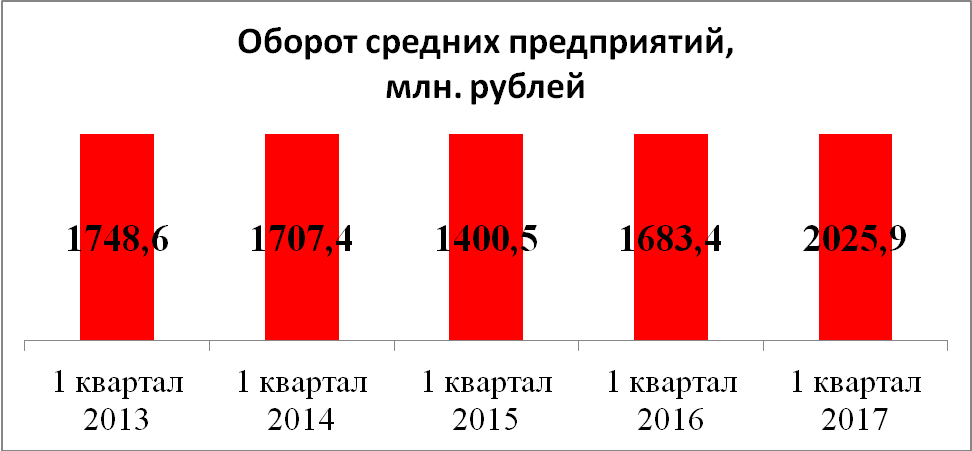 Оборот средних предприятий,
млн. рублей
1748,6 1707,4 1400,5 1683,4 2025,9
1 квартал 1 квартал 1 квартал 1 квартал 1 квартал
2013 2014 2015 2016 2017